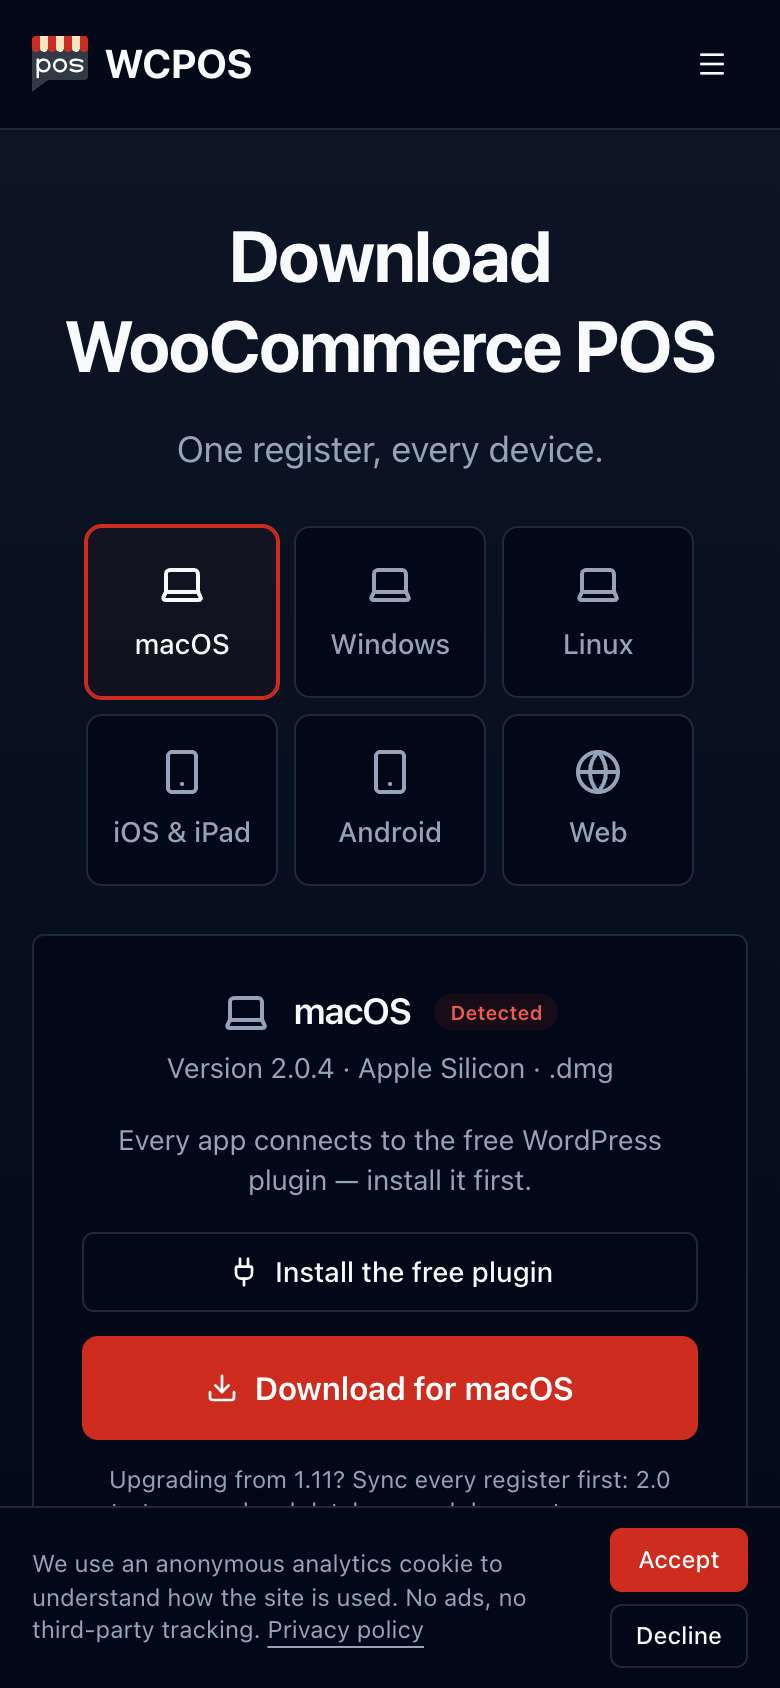 pos WCPOS
Download
WooCommerce POS
One register, every device.
macOS Windows Linux
iOS & iPad Android Web
macOS Detected
Version 2.0.4 · Apple Silicon · .dmg
Every app connects to the free WordPress
plugin — install it first.
Install the free plugin
Download for macOS
Upgrading from 1.11? Sync every register first: 2.0
We use an anonymous analytics cookie to
understand how the site is used. No ads, no
third-party tracking. Privacy policy
Accept
Decline